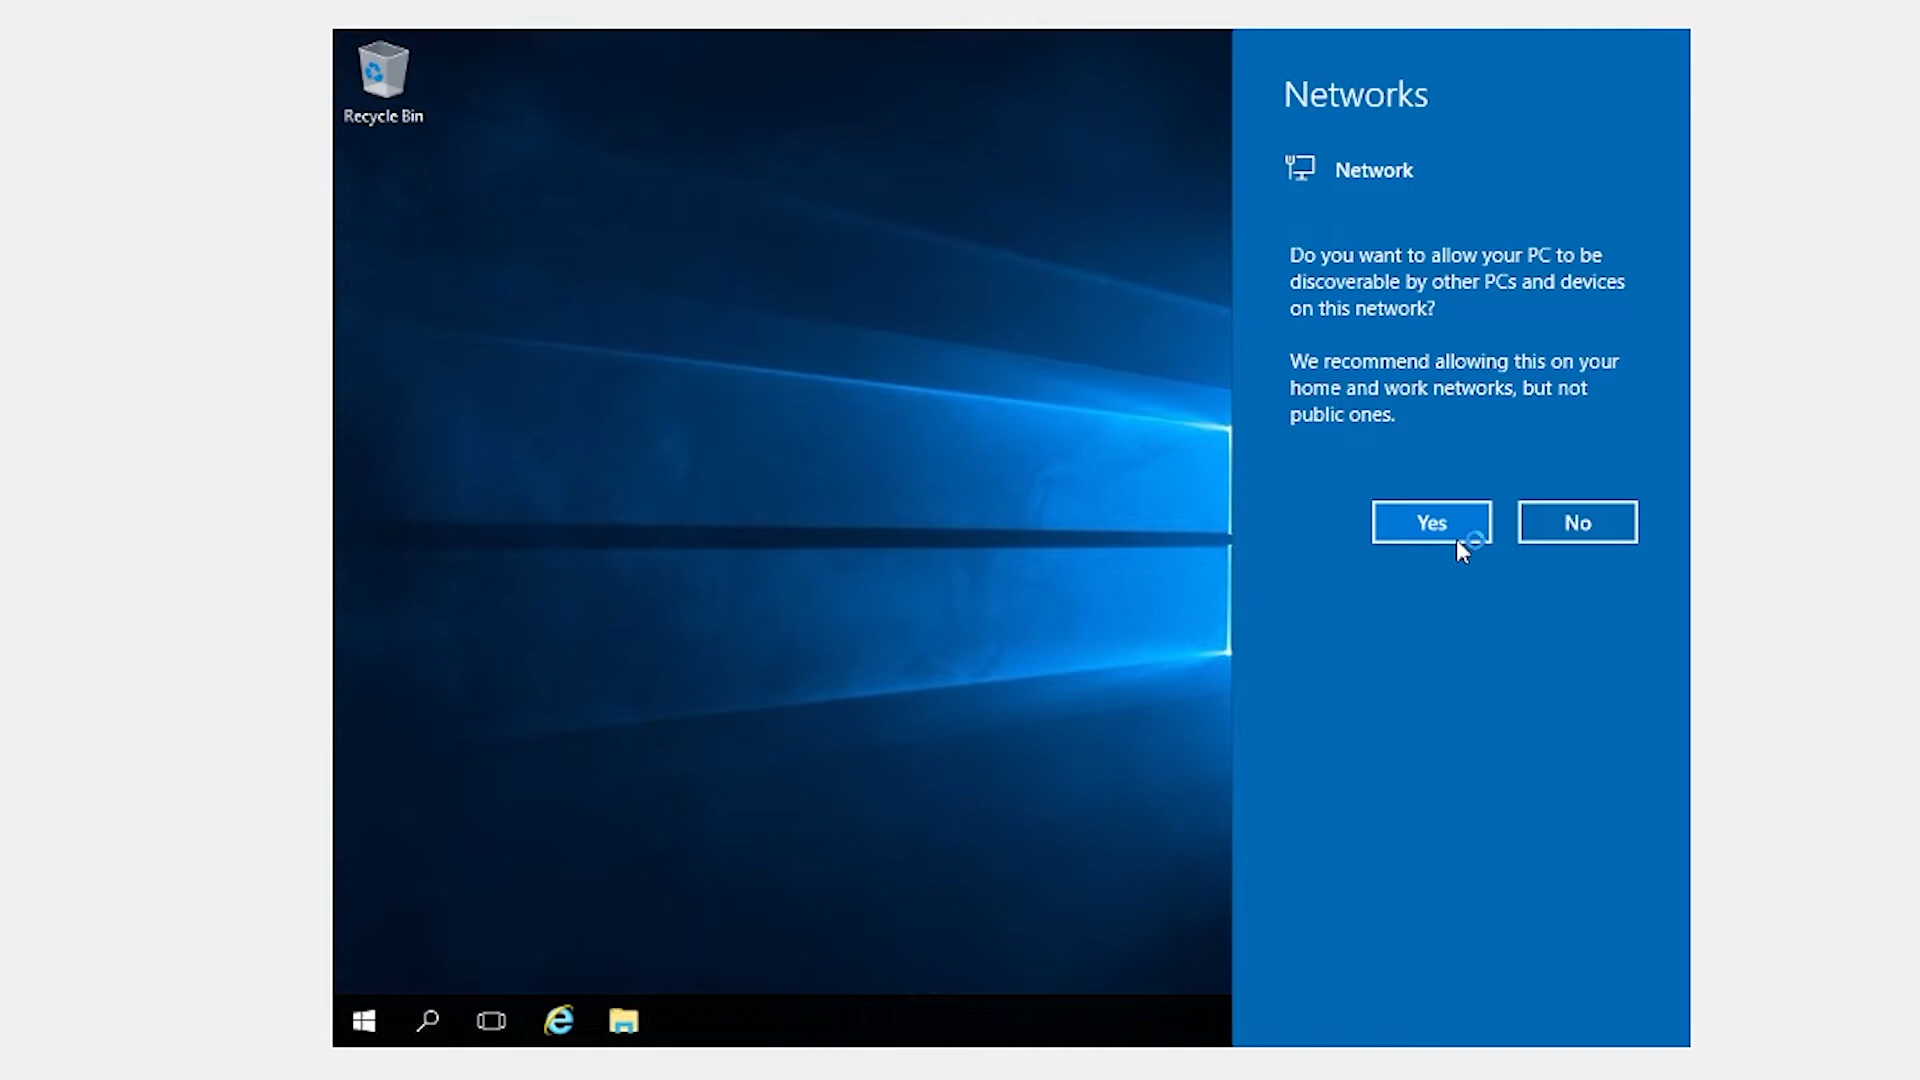 Recycle Bin
Networks
Network
Do you want to allow your PC to be
discoverable by other PCs and devices
on this network?
We recommend allowing this on your
home and work networks, but not
public ones.
Yes
No